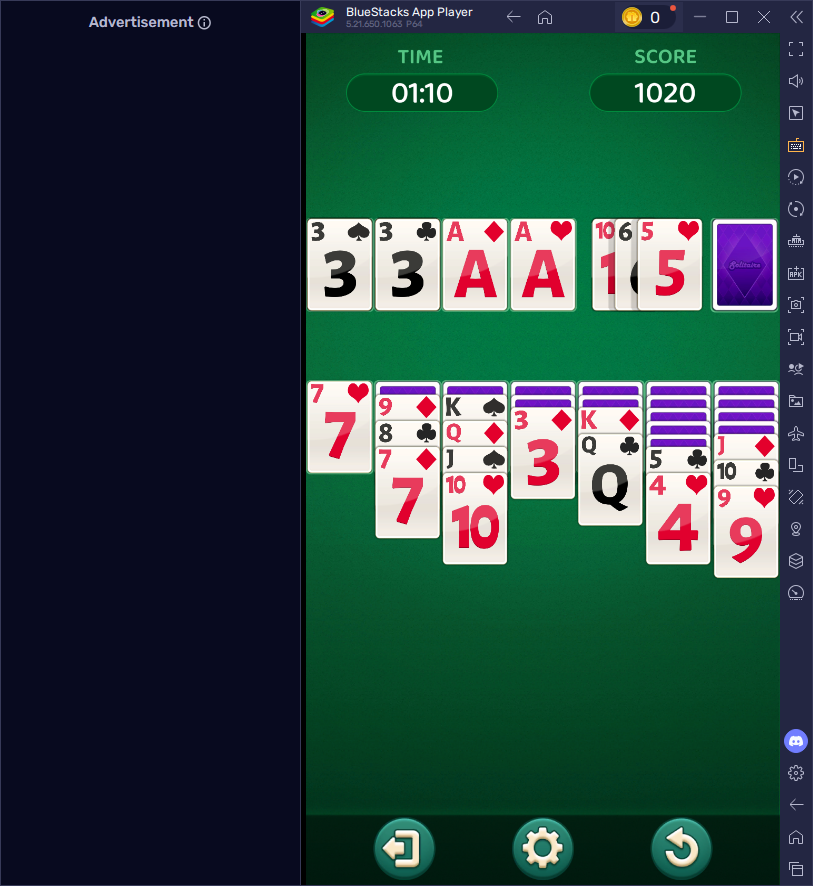 Advertisement
BlueStacks App Player
5.21.650.1063 P64
0
TIME
SCORE
01:10
1020
3 3 A A 10 6 5
3 3 A A 1 5
Solitaire
7 K
9 K 3 K J
7 8 Q 3 Q 5 10
7 J Q 4 9
7 10 4 9
10